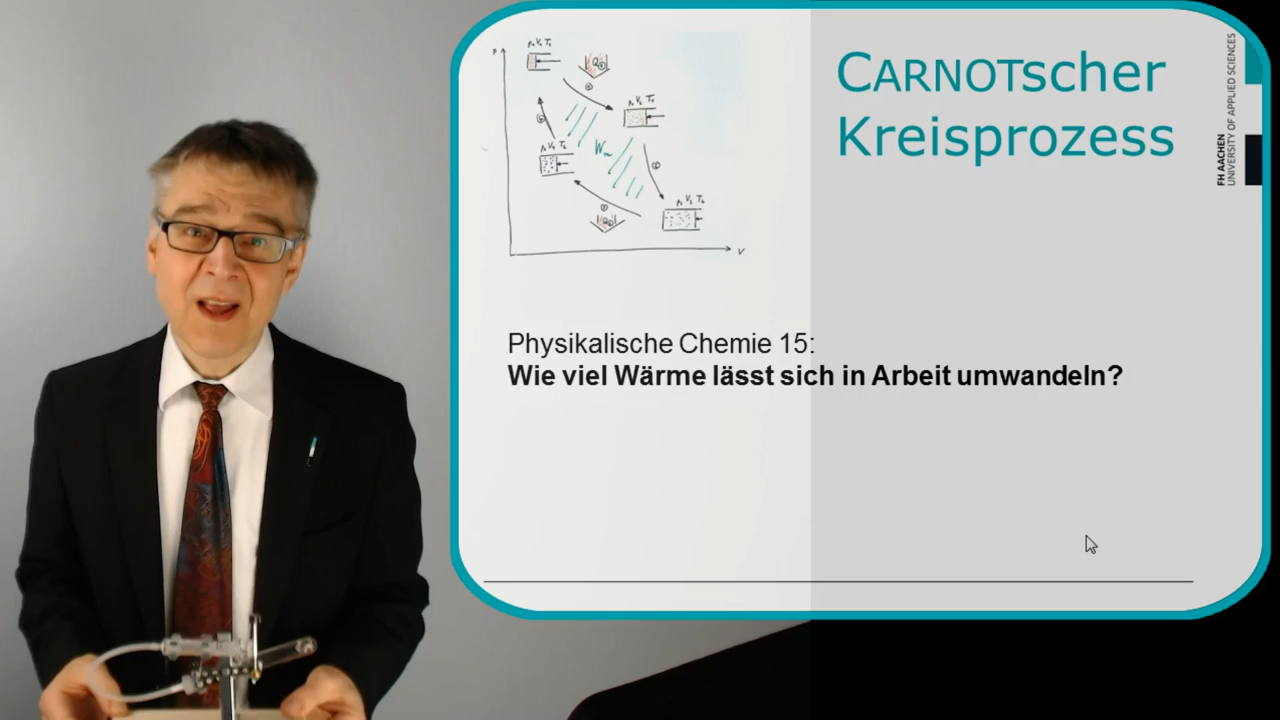 CARNOTscher
Kreisprozess
FH AACHEN
UNIVERSITY OF APPLIED SCIENCES
P
V
Physikalische Chemie 15:
Wie viel Wärme lässt sich in Arbeit umwandeln?